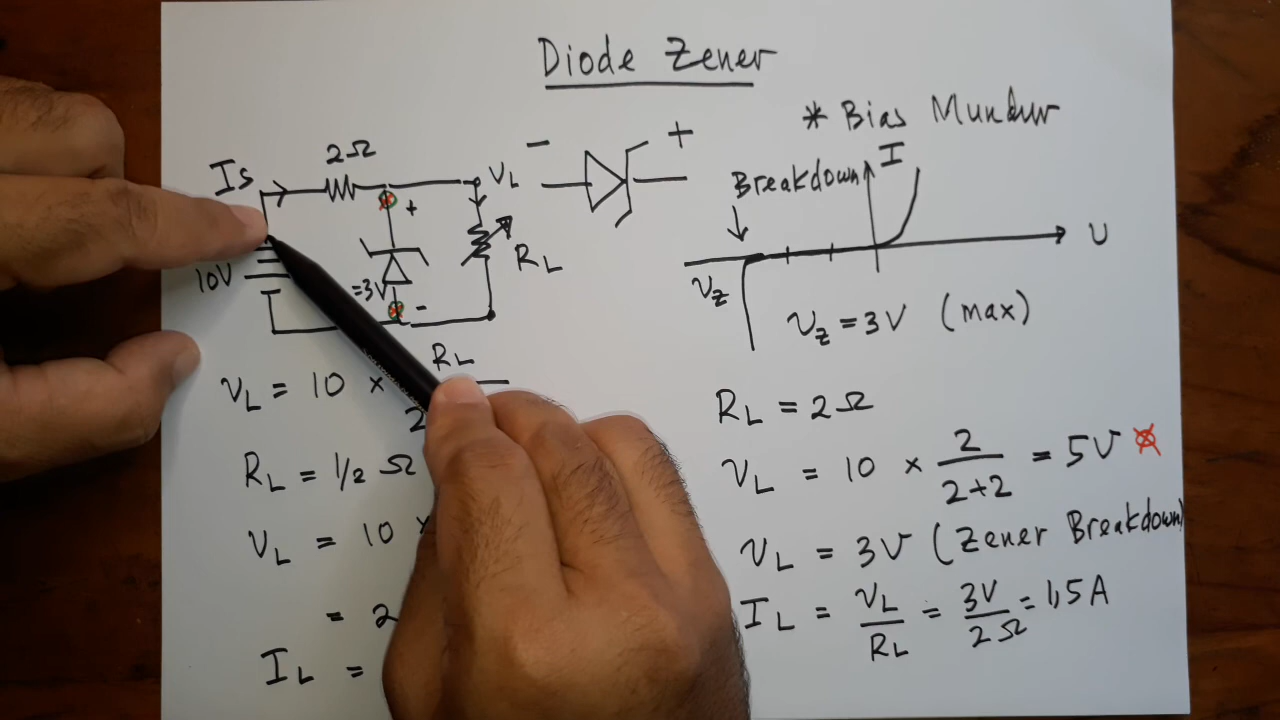 Diode Zener
* Bias Mundur
Is
2Ω
VL
- +
+
10V
=3V
-
RL
Breakdown
I
U
Vz
Vz = 3V (max)
VL = 10 × RL
2
RL = 1/2 Ω
VL = 10 ×
= 2
IL =
RL = 2Ω
VL = 10 × 2/2+2 = 5V
VL = 3V (Zener Breakdown)
IL = VL/RL = 3V/2Ω = 1,5A